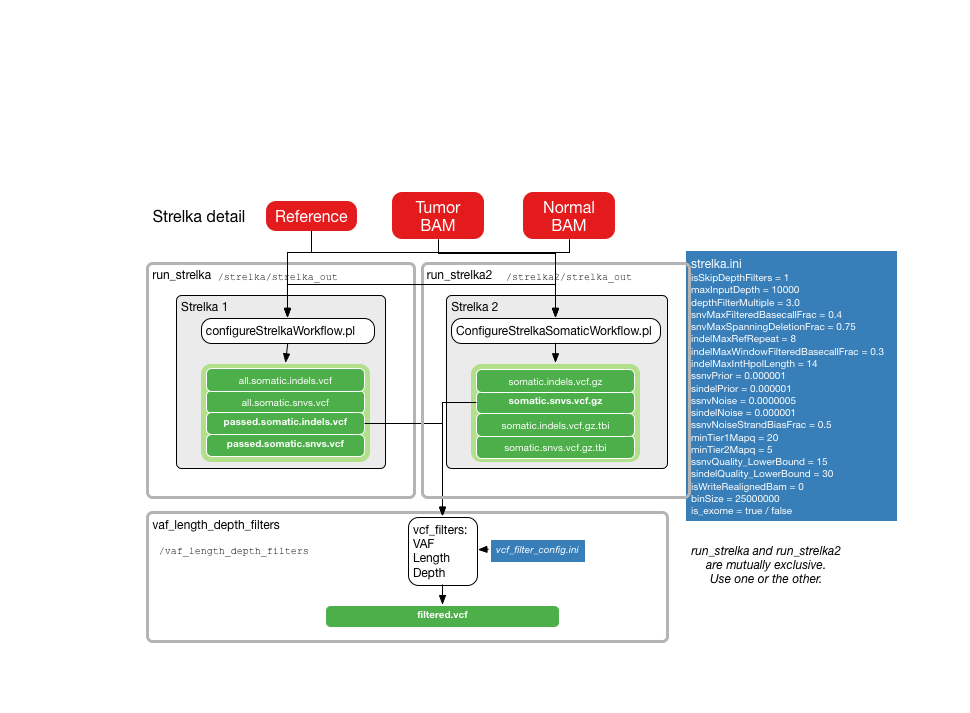 Strelka detail
Reference
Tumor
BAM
Normal
BAM
run_strelka
/strelka/strelka_out
Strelka 1
configureStrelkaWorkflow.pl
all.somatic.indels.vcf
all.somatic.snvs.vcf
passed.somatic.indels.vcf
passed.somatic.snvs.vcf
run_strelka2
/strelka2/strelka_out
Strelka 2
ConfigureStrelkaSomaticWorkflow.pl
somatic.indels.vcf.gz
somatic.snvs.vcf.gz
somatic.indels.vcf.gz.tbi
somatic.snvs.vcf.gz.tbi
strelka.ini
isSkipDepthFilters = 1
maxInputDepth = 10000
depthFilterMultiple = 3.0
snvMaxFilteredBasecallFrac = 0.4
snvMaxSpanningDeletionFrac = 0.75
indelMaxRefRepeat = 8
indelMaxWindowFilteredBasecallFrac = 0.3
indelMaxIntHpolLength = 14
ssnvPrior = 0.000001
sindelPrior = 0.000001
ssnvNoise = 0.0000005
sindelNoise = 0.000001
ssnvNoiseStrandBiasFrac = 0.5
minTier1Mapq = 20
minTier2Mapq = 5
ssnvQuality_LowerBound = 15
sindelQuality_LowerBound = 30
isWriteRealignedBam = 0
binSize = 25000000
is_exome = true / false
run_strelka and run_strelka2
are mutually exclusive.
Use one or the other.
vaf_length_depth_filters
/vaf_length_depth_filters
vcf_filters:
VAF
Length
Depth
vcf_filter_config.ini
filtered.vcf